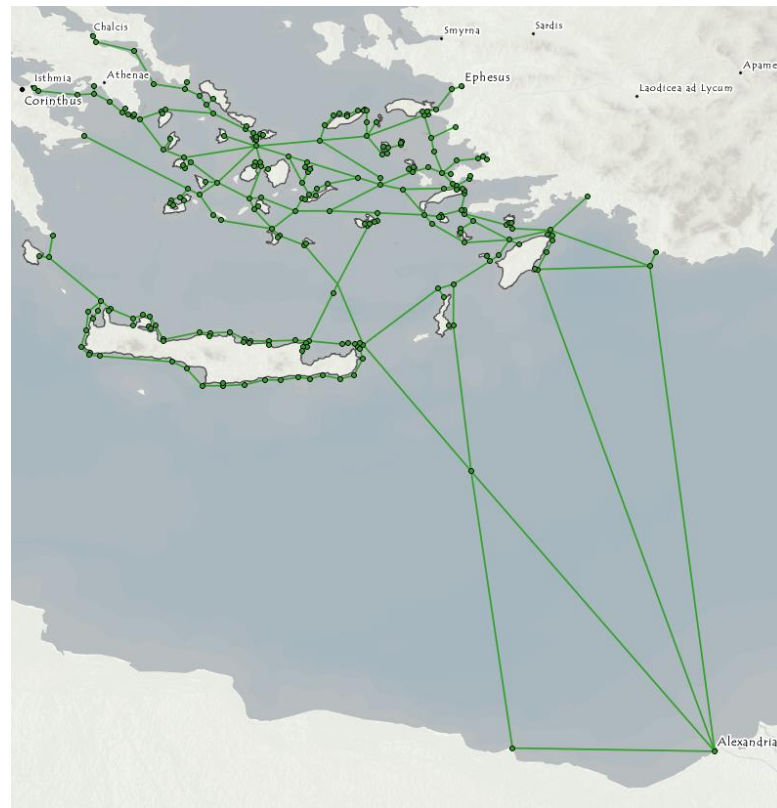 Chalcis
Smyrna
Sardis
Isthmia
Athenae
Apame
Corinthus
Ephesus
Laodicea ad Lycum
Alexandria